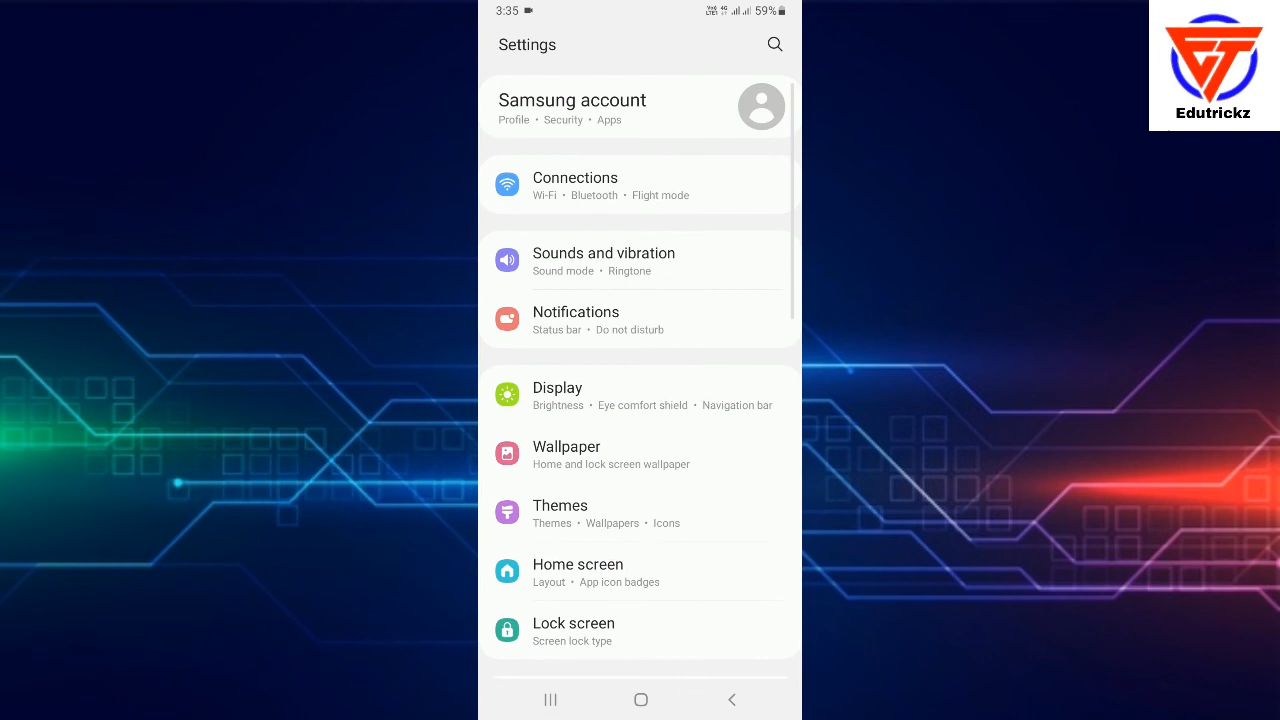 3:35
59%
Settings
Samsung account
Profile • Security • Apps
Connections
Wi-Fi • Bluetooth • Flight mode
Sounds and vibration
Sound mode • Ringtone
Notifications
Status bar • Do not disturb
Display
Brightness • Eye comfort shield • Navigation bar
Wallpaper
Home and lock screen wallpaper
Themes
Themes • Wallpapers • Icons
Home screen
Layout • App icon badges
Lock screen
Screen lock type
Edutrickz